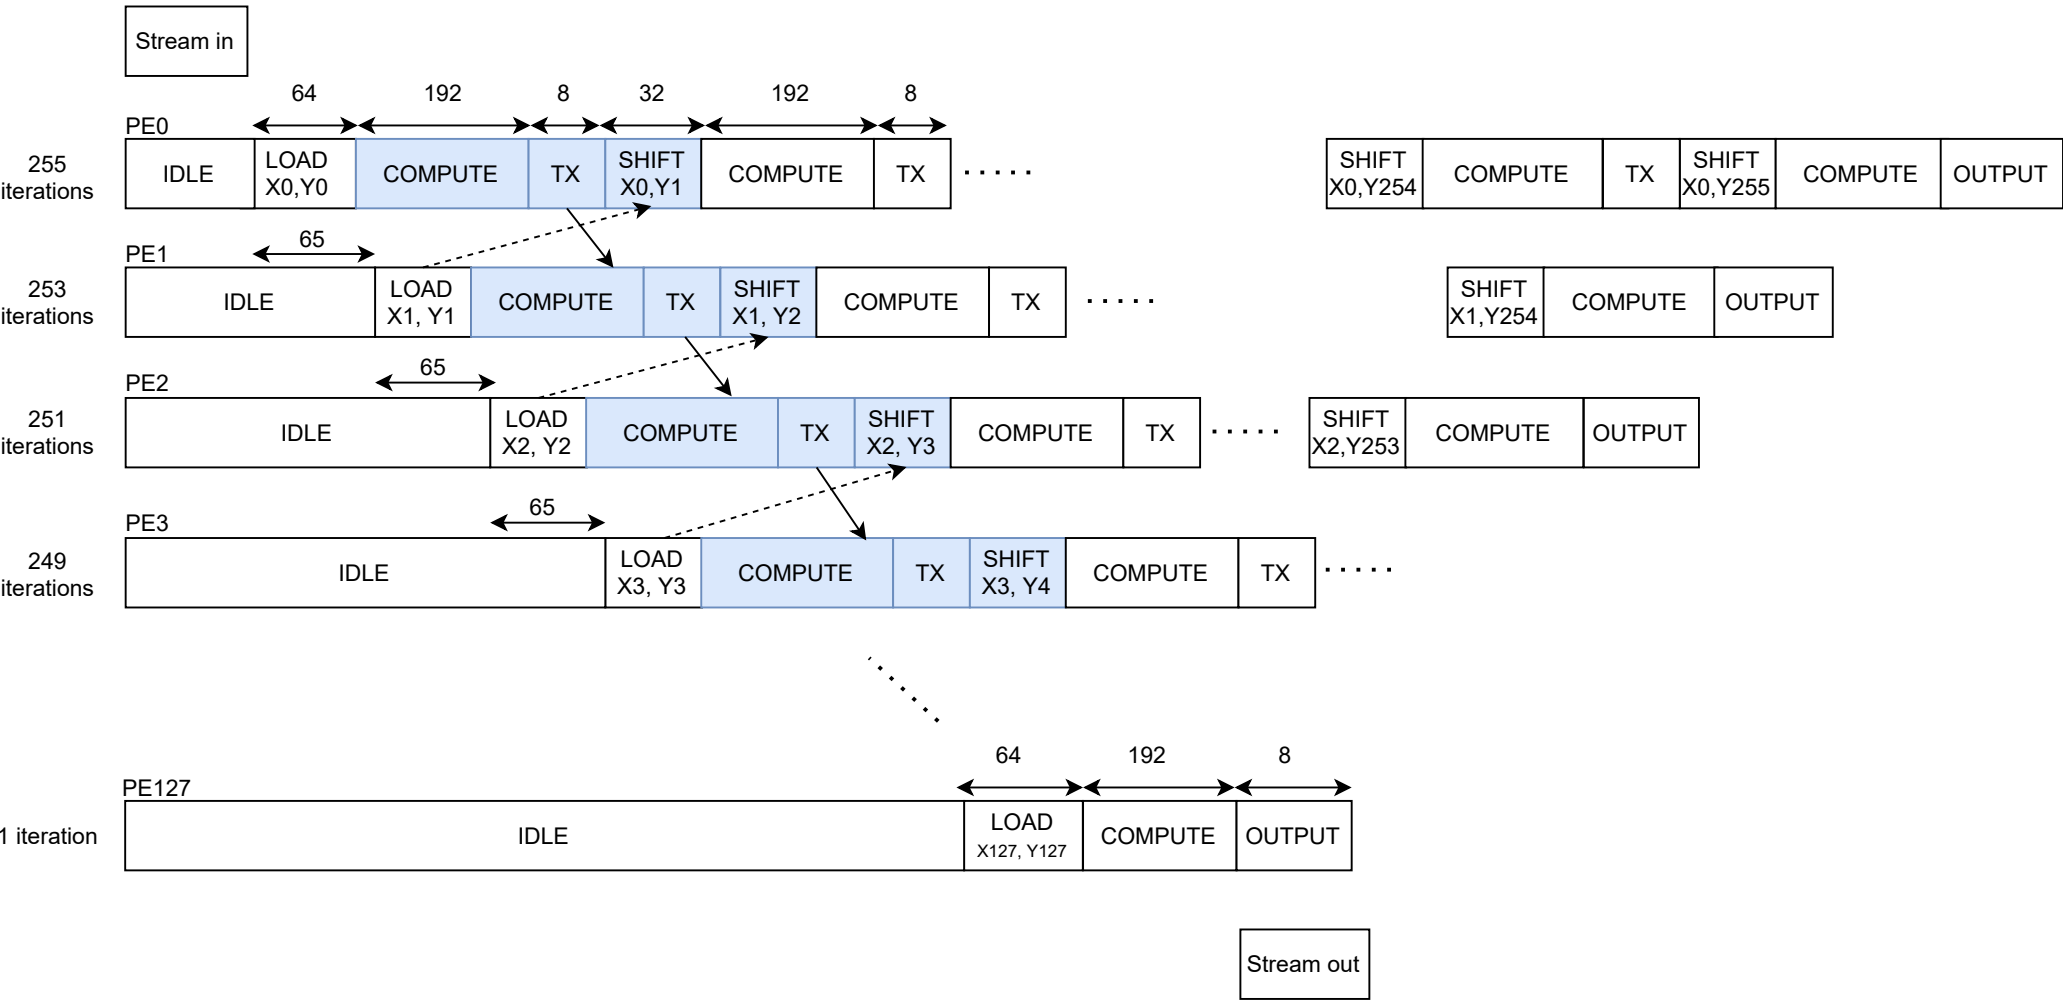 Stream in
64 192 8 32 192 8
PE0
255
iterations
IDLE
LOAD
X0,Y0
COMPUTE
TX
SHIFT
X0,Y1
COMPUTE
TX
SHIFT
X0,Y254
COMPUTE
TX
SHIFT
X0,Y255
COMPUTE
OUTPUT
65
PE1
253
iterations
IDLE
LOAD
X1, Y1
COMPUTE
TX
SHIFT
X1, Y2
COMPUTE
TX
SHIFT
X1,Y254
COMPUTE
OUTPUT
65
PE2
251
iterations
IDLE
LOAD
X2, Y2
COMPUTE
TX
SHIFT
X2, Y3
COMPUTE
TX
SHIFT
X2,Y253
COMPUTE
OUTPUT
65
PE3
249
iterations
IDLE
LOAD
X3, Y3
COMPUTE
TX
SHIFT
X3, Y4
COMPUTE
TX
64 192 8
PE127
1 iteration
IDLE
LOAD
X127, Y127
COMPUTE
OUTPUT
Stream out